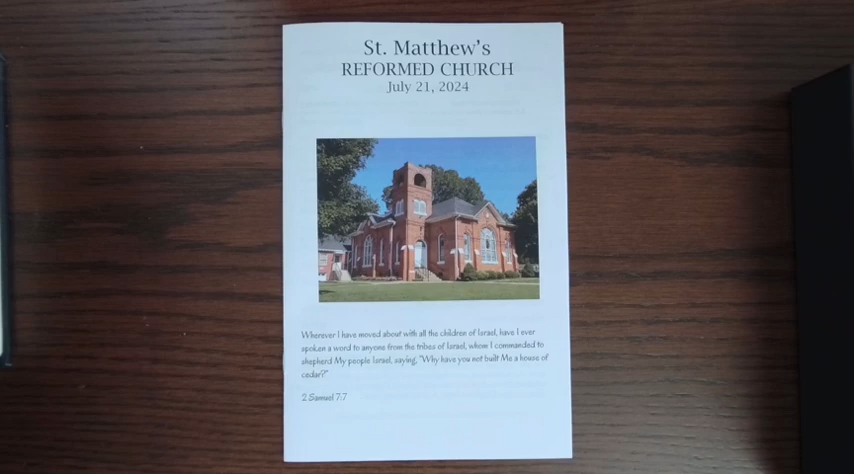 St. Matthew's
REFORMED CHURCH
July 21, 2024
Wherever I have moved about with all the children of Israel, have I ever
spoken a word to anyone from the tribes of Israel, whom I commanded to
shepherd My people Israel, saying, "Why have you not built Me a house of
cedar?"
2 Samuel 7:7